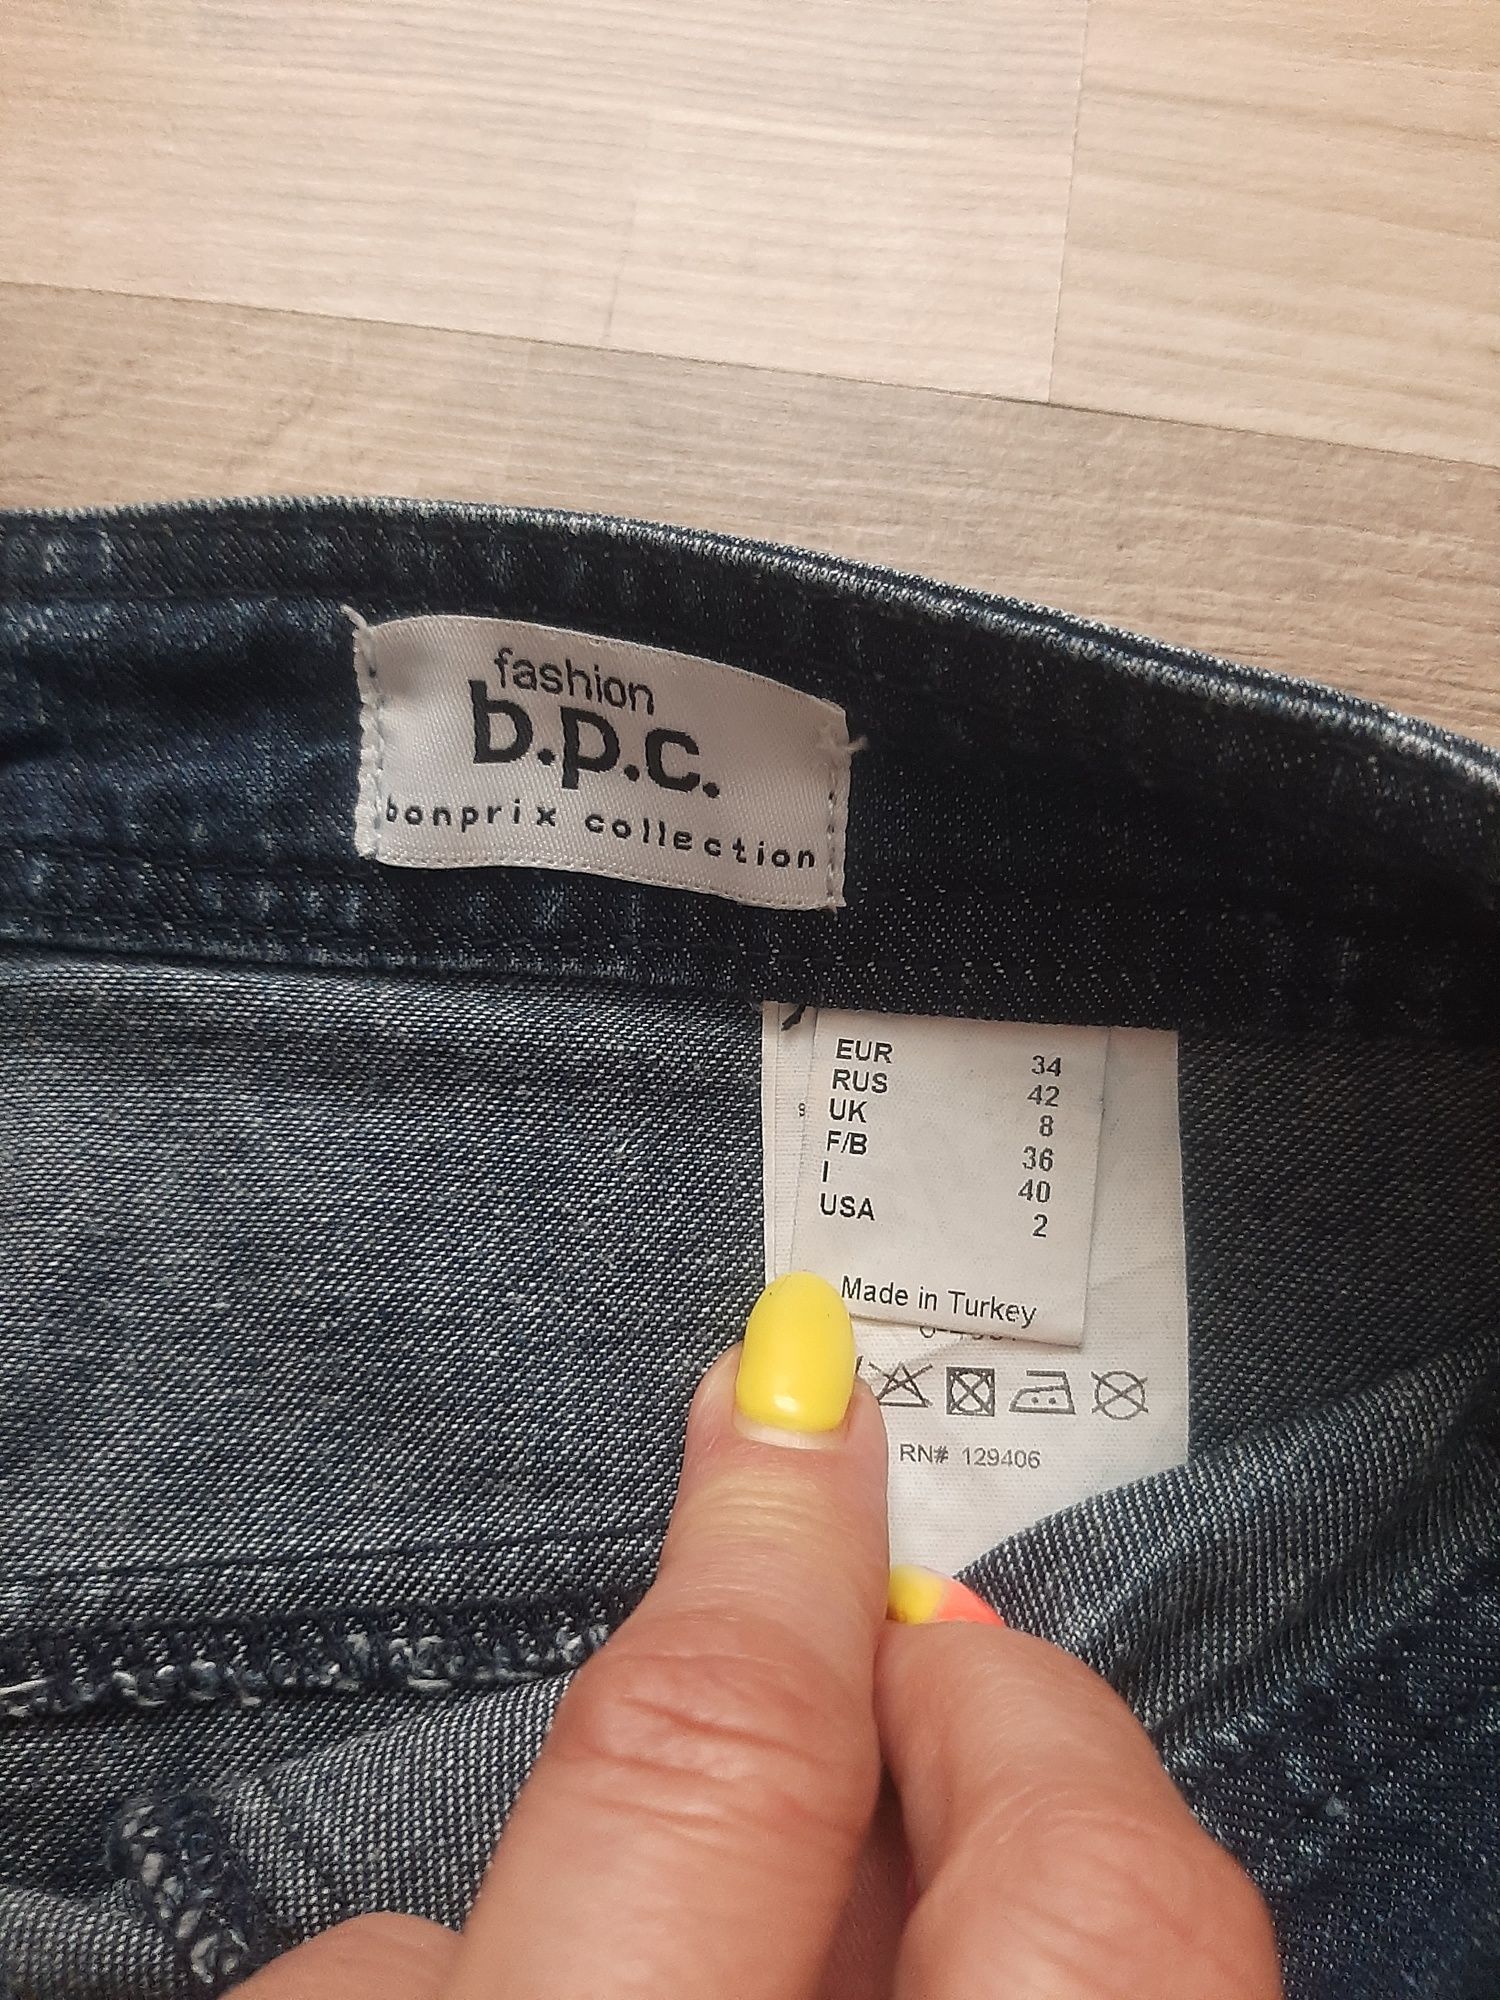 fashion
b.p.c.
bonprix collection
EUR 34
RUS 42
UK 8
F/B 36
I 40
USA 2
Made in Turkey
RN# 129406